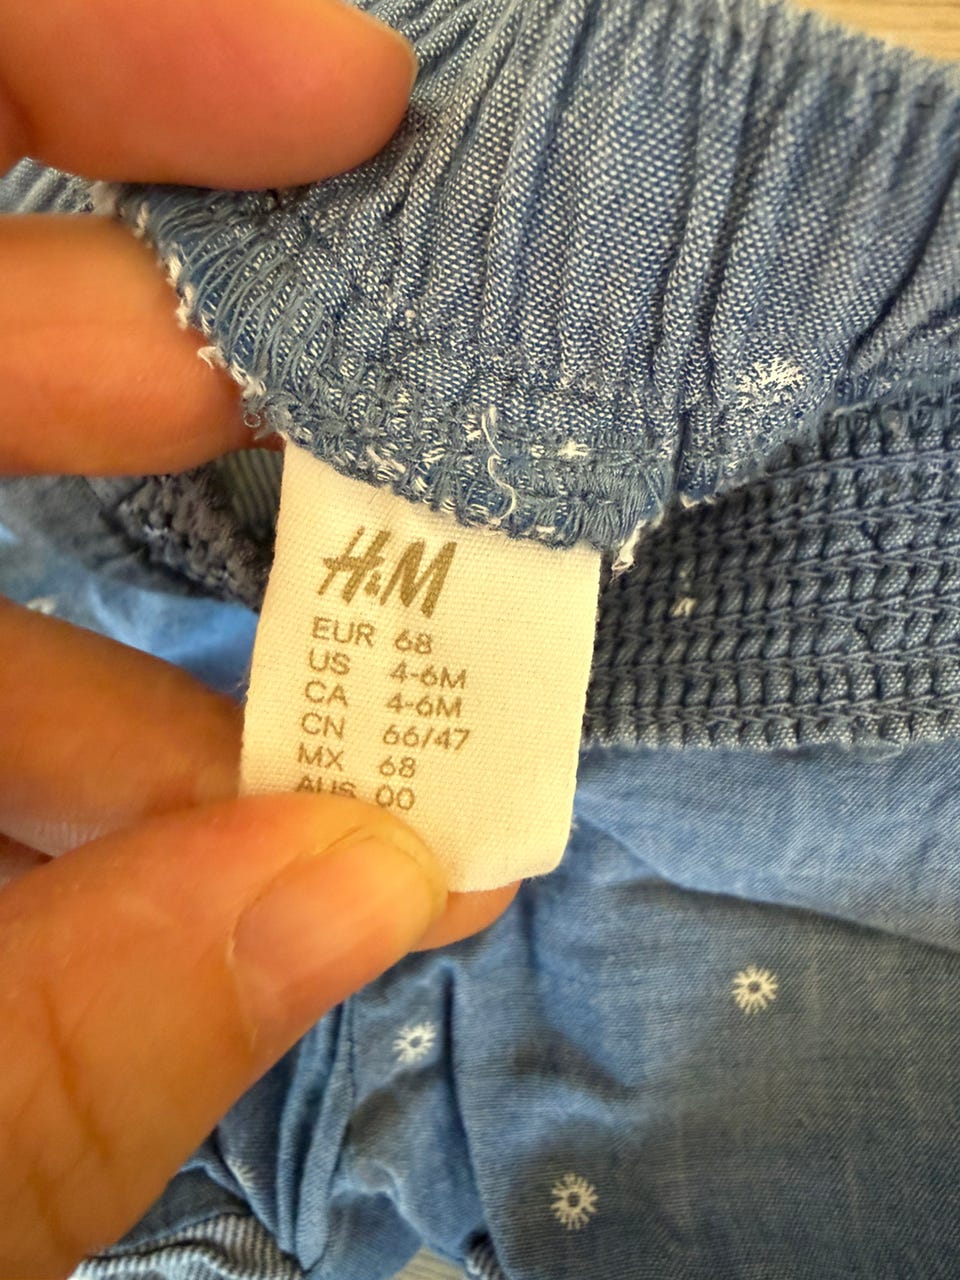 H&M
EUR 68
US 4-6M
CA 4-6M
CN 66/47
MX 68
AUS 00